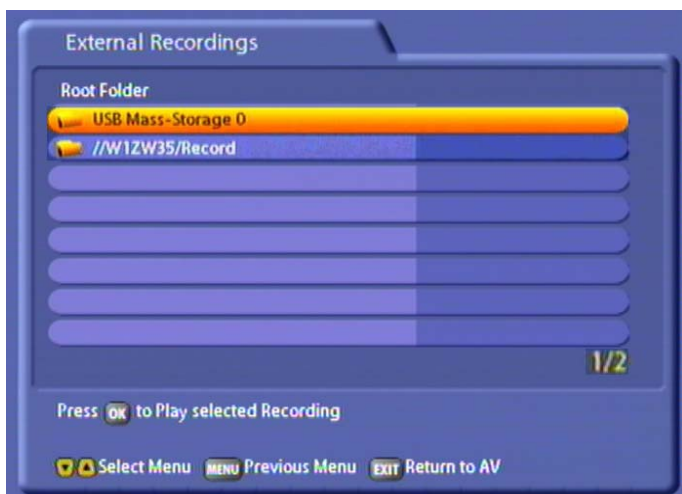 External Recordings
Root Folder
USB Mass-Storage 0
//W1ZW35/Record
1/2
Press OK to Play selected Recording
Select Menu MENU Previous Menu EXIT Return to AV